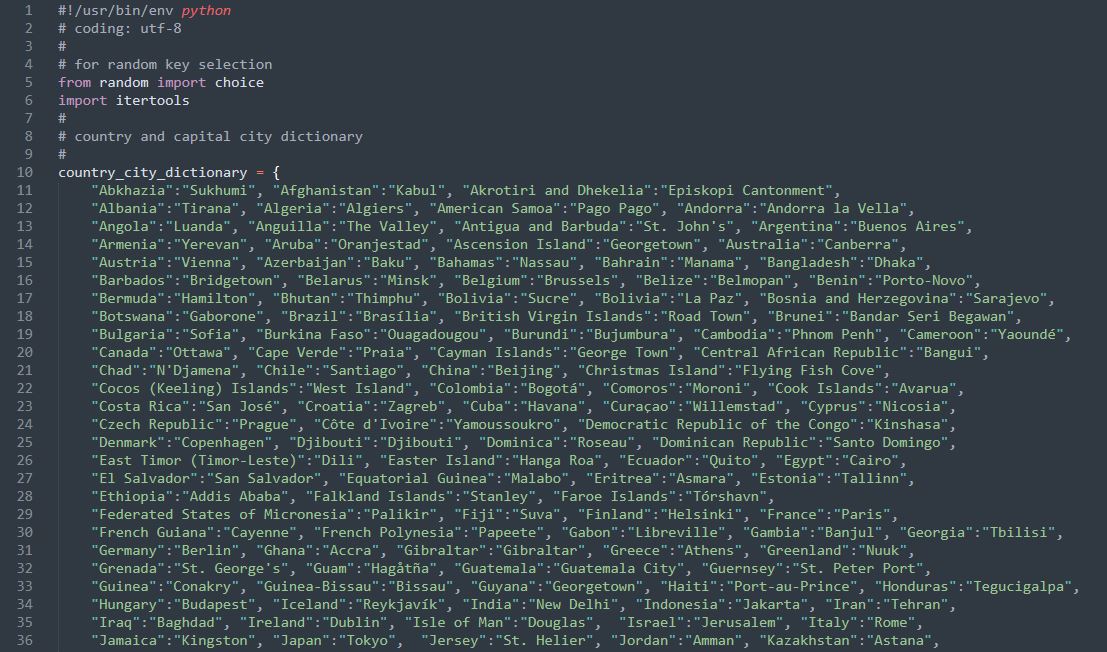 1 #!/usr/bin/env python
2 # coding: utf-8
3 #
4 # for random key selection
5 from random import choice
6 import itertools
7 #
8 # country and capital city dictionary
9 #
10 country_city_dictionary = {
11 "Abkhazia":"Sukhumi", "Afghanistan":"Kabul", "Akrotiri and Dhekelia":"Episkopi Cantonment",
12 "Albania":"Tirana", "Algeria":"Algiers", "American Samoa":"Pago Pago", "Andorra":"Andorra la Vella",
13 "Angola":"Luanda", "Anguilla":"The Valley", "Antigua and Barbuda":"St. John's", "Argentina":"Buenos Aires",
14 "Armenia":"Yerevan", "Aruba":"Oranjestad", "Ascension Island":"Georgetown", "Australia":"Canberra",
15 "Austria":"Vienna", "Azerbaijan":"Baku", "Bahamas":"Nassau", "Bahrain":"Manama", "Bangladesh":"Dhaka",
16 "Barbados":"Bridgetown", "Belarus":"Minsk", "Belgium":"Brussels", "Belize":"Belmopan", "Benin":"Porto-Novo",
17 "Bermuda":"Hamilton", "Bhutan":"Thimphu", "Bolivia":"Sucre", "Bolivia":"La Paz", "Bosnia and Herzegovina":"Sarajevo",
18 "Botswana":"Gaborone", "Brazil":"Brasília", "British Virgin Islands":"Road Town", "Brunei":"Bandar Seri Begawan",
19 "Bulgaria":"Sofia", "Burkina Faso":"Ouagadougou", "Burundi":"Bujumbura", "Cambodia":"Phnom Penh", "Cameroon":"Yaoundé",
20 "Canada":"Ottawa", "Cape Verde":"Praia", "Cayman Islands":"George Town", "Central African Republic":"Bangui",
21 "Chad":"N'Djamena", "Chile":"Santiago", "China":"Beijing", "Christmas Island":"Flying Fish Cove",
22 "Cocos (Keeling) Islands":"West Island", "Colombia":"Bogotá", "Comoros":"Moroni", "Cook Islands":"Avarua",
23 "Costa Rica":"San José", "Croatia":"Zagreb", "Cuba":"Havana", "Curaçao":"Willemstad", "Cyprus":"Nicosia",
24 "Czech Republic":"Prague", "Côte d'Ivoire":"Yamoussoukro", "Democratic Republic of the Congo":"Kinshasa",
25 "Denmark":"Copenhagen", "Djibouti":"Djibouti", "Dominica":"Roseau", "Dominican Republic":"Santo Domingo",
26 "East Timor (Timor-Leste)":"Dili", "Easter Island":"Hanga Roa", "Ecuador":"Quito", "Egypt":"Cairo",
27 "El Salvador":"San Salvador", "Equatorial Guinea":"Malabo", "Eritrea":"Asmara", "Estonia":"Tallinn",
28 "Ethiopia":"Addis Ababa", "Falkland Islands":"Stanley", "Faroe Islands":"Tórshavn",
29 "Federated States of Micronesia":"Palikir", "Fiji":"Suva", "Finland":"Helsinki", "France":"Paris",
30 "French Guiana":"Cayenne", "French Polynesia":"Papeete", "Gabon":"Libreville", "Gambia":"Banjul", "Georgia":"Tbilisi",
31 "Germany":"Berlin", "Ghana":"Accra", "Gibraltar":"Gibraltar", "Greece":"Athens", "Greenland":"Nuuk",
32 "Grenada":"St. George's", "Guam":"Hagåtña", "Guatemala":"Guatemala City", "Guernsey":"St. Peter Port",
33 "Guinea":"Conakry", "Guinea-Bissau":"Bissau", "Guyana":"Georgetown", "Haiti":"Port-au-Prince", "Honduras":"Tegucigalpa",
34 "Hungary":"Budapest", "Iceland":"Reykjavík", "India":"New Delhi", "Indonesia":"Jakarta", "Iran":"Tehran",
35 "Iraq":"Baghdad", "Ireland":"Dublin", "Isle of Man":"Douglas", "Israel":"Jerusalem", "Italy":"Rome",
36 "Jamaica":"Kingston", "Japan":"Tokyo", "Jersey":"St. Helier", "Jordan":"Amman", "Kazakhstan":"Astana",